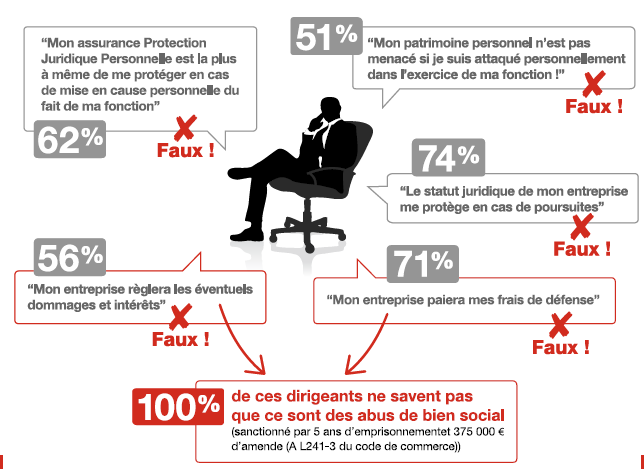 “Mon assurance Protection
Juridique Personnelle est la plus
à même de me protéger en cas
de mise en cause personnelle du
fait de ma fonction”
62%
Faux !
51%
“Mon patrimoine personnel n’est pas
menacé si je suis attaqué personnellement
dans l’exercice de ma fonction !”
Faux !
74%
“Le statut juridique de mon entreprise
me protège en cas de poursuites”
Faux !
56%
“Mon entreprise règlera les éventuels
dommages et intérêts”
Faux !
71%
“Mon entreprise paiera mes frais de défense”
Faux !
100%
de ces dirigeants ne savent pas
que ce sont des abus de bien social
(sanctionné par 5 ans d’emprisonnementet 375 000 €
d’amende (A L241-3 du code de commerce))